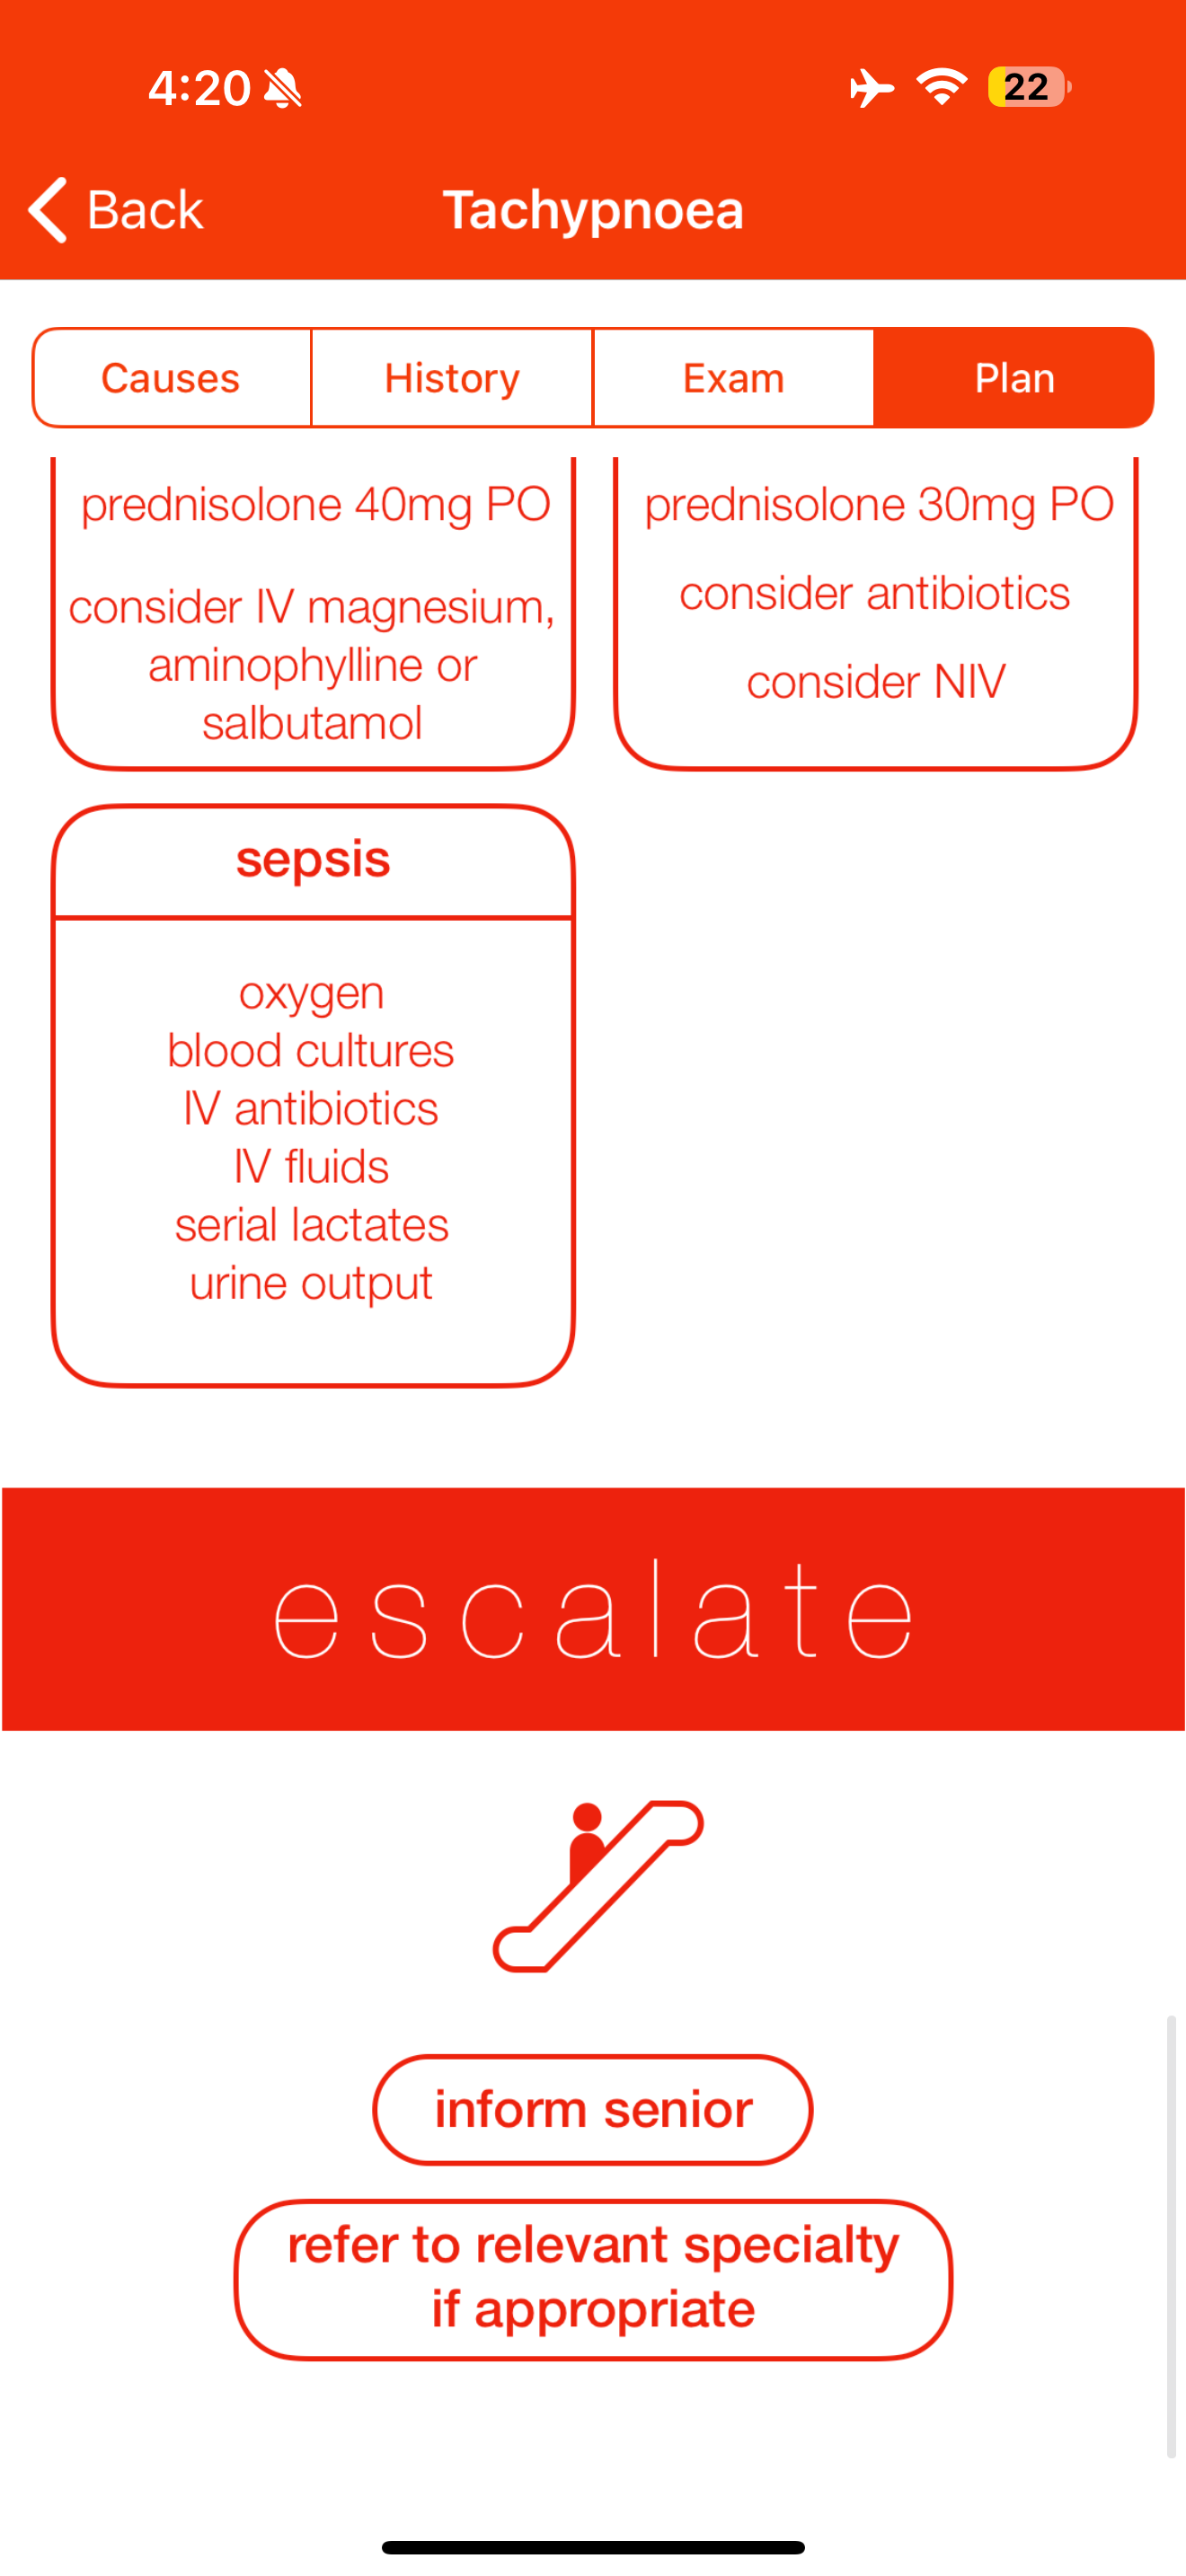 4:20
22
Back
Tachypnoea
Causes
History
Exam
Plan
prednisolone 40mg PO
consider IV magnesium,
aminophylline or
salbutamol
prednisolone 30mg PO
consider antibiotics
consider NIV
sepsis
oxygen
blood cultures
IV antibiotics
IV fluids
serial lactates
urine output
escalate
inform senior
refer to relevant specialty
if appropriate